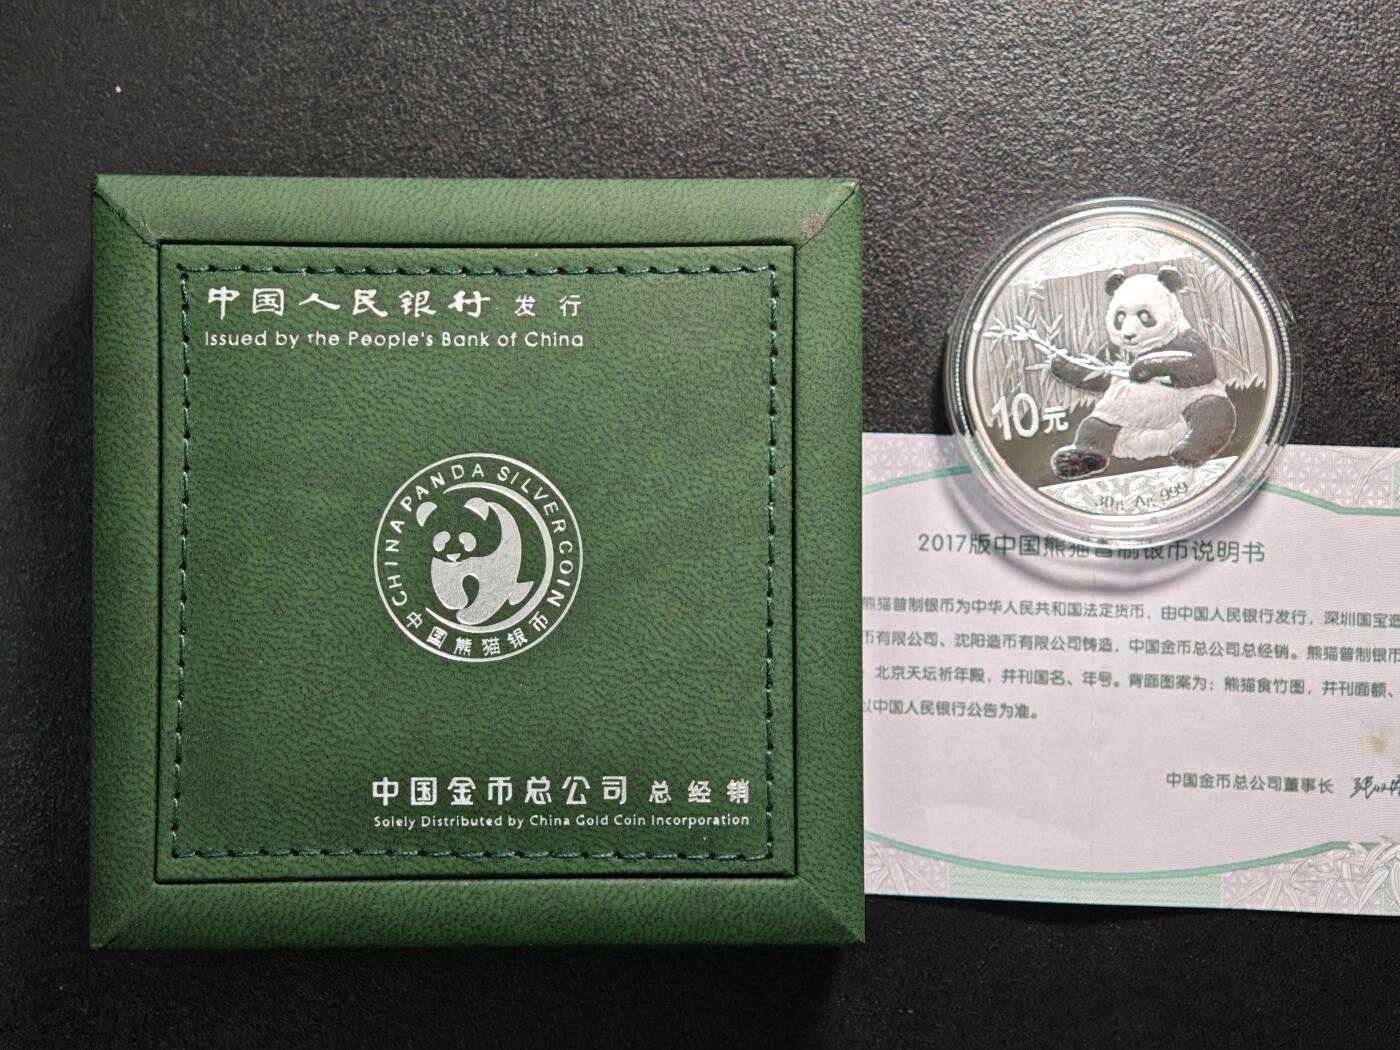 中国人民银行 发行
Issued by the People's Bank of China
CHINA PANDA SILVER COIN
中国熊猫银币
中国金币总公司 总经销
Solely Distributed by China Gold Coin Incorporation
10元
30g Ag 999
2017版中国熊猫普制银币说明书
熊猫普制银币为中华人民共和国法定货币，由中国人民银行发行，深圳国宝造
币有限公司、沈阳造币有限公司铸造，中国金币总公司总经销。熊猫普制银币
北京天坛祈年殿，并刊国名、年号。背面图案为：熊猫食竹图，并刊面额、
以中国人民银行公告为准。
中国金币总公司董事长